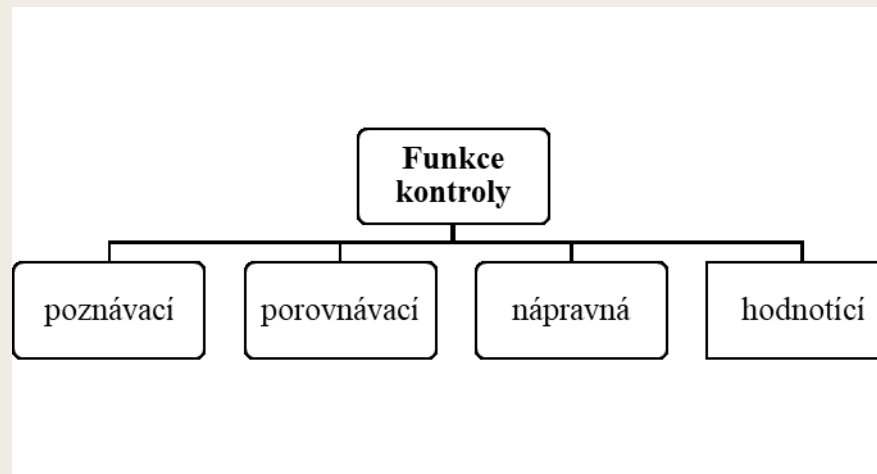 Funkce
kontroly
poznávací
porovnávací
nápravná
hodnotící